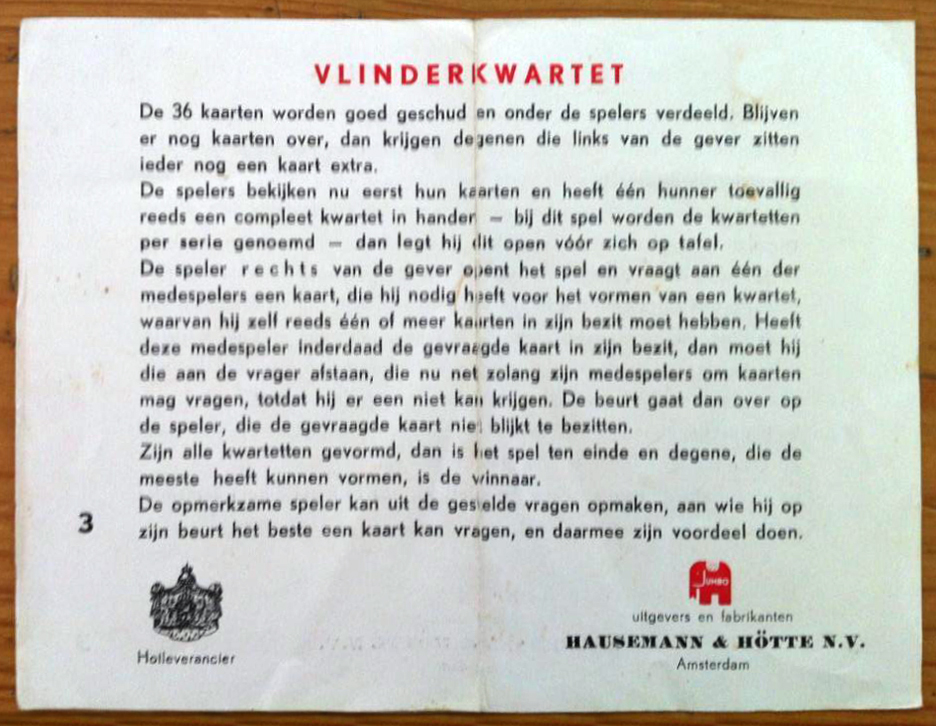 VLINDERKWARTET
De 36 kaarten worden goed geschud en onder de spelers verdeeld. Blijven
er nog kaarten over, dan krijgen degenen die links van de gever zitten
ieder nog een kaart extra.
De spelers bekijken nu eerst hun kaarten en heeft één hunner toevallig
reeds een compleet kwartet in handen — bij dit spel worden de kwartetten
per serie genoemd — dan legt hij dit open vóór zich op tafel.
De speler rechts van de gever opent het spel en vraagt aan één der
medespelers een kaart, die hij nodig heeft voor het vormen van een kwartet,
waarvan hij zelf reeds één of meer kaarten in zijn bezit moet hebben. Heeft
deze medespeler inderdaad de gevraagde kaart in zijn bezit, dan moet hij
die aan de vrager afstaan, die nu net zolang zijn medespelers om kaarten
mag vragen, totdat hij er een niet kan krijgen. De beurt gaat dan over op
de speler, die de gevraagde kaart niet blijkt te bezitten.
Zijn alle kwartetten gevormd, dan is het spel ten einde en degene, die de
meeste heeft kunnen vormen, is de winnaar.
De opmerkzame speler kan uit de gestelde vragen opmaken, aan wie hij op
zijn beurt het beste een kaart kan vragen, en daarmee zijn voordeel doen.
3
Hofleverancier
JUMBO
uitgevers en fabrikanten
HAUSEMANN & HÖTTE N.V.
Amsterdam